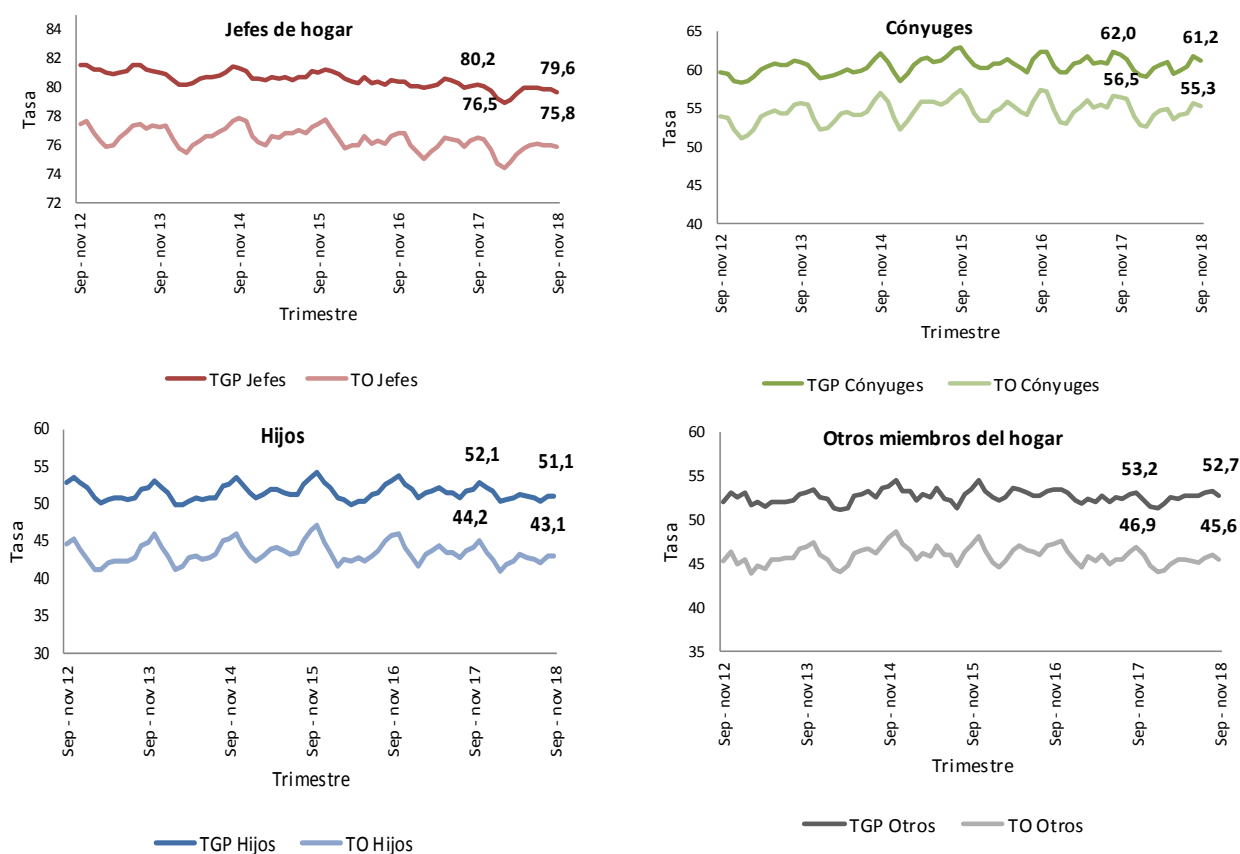 Jefes de hogar
84
82
80
78
76
74
72
Tasa
80,2
79,6
76,5
75,8
Sep - nov 12
Sep - nov 13
Sep - nov 14
Sep - nov 15
Sep - nov 16
Sep - nov 17
Sep - nov 18
Trimestre
TGP Jefes TO Jefes
Cónyuges
65
60
55
50
45
40
Tasa
62,0
61,2
56,5
55,3
Sep - nov 12
Sep - nov 13
Sep - nov 14
Sep - nov 15
Sep - nov 16
Sep - nov 17
Sep - nov 18
Trimestre
TGP Cónyuges TO Cónyuges
Hijos
60
55
50
45
40
35
30
Tasa
52,1
51,1
44,2
43,1
Sep - nov 12
Sep - nov 13
Sep - nov 14
Sep - nov 15
Sep - nov 16
Sep - nov 17
Sep - nov 18
Trimestre
TGP Hijos TO Hijos
Otros miembros del hogar
60
55
50
45
40
35
Tasa
53,2
52,7
46,9
45,6
Sep - nov 12
Sep - nov 13
Sep - nov 14
Sep - nov 15
Sep - nov 16
Sep - nov 17
Sep - nov 18
Trimestre
TGP Otros TO Otros